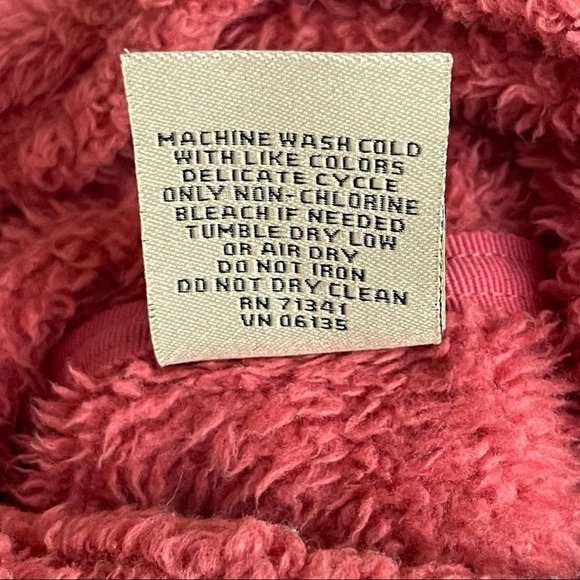 MACHINE WASH COLD
WITH LIKE COLORS
DELICATE CYCLE
ONLY NON-CHLORINE
BLEACH IF NEEDED
TUMBLE DRY LOW
OR AIR DRY
DO NOT IRON
DO NOT DRY CLEAN
RN 71341
VN 06135